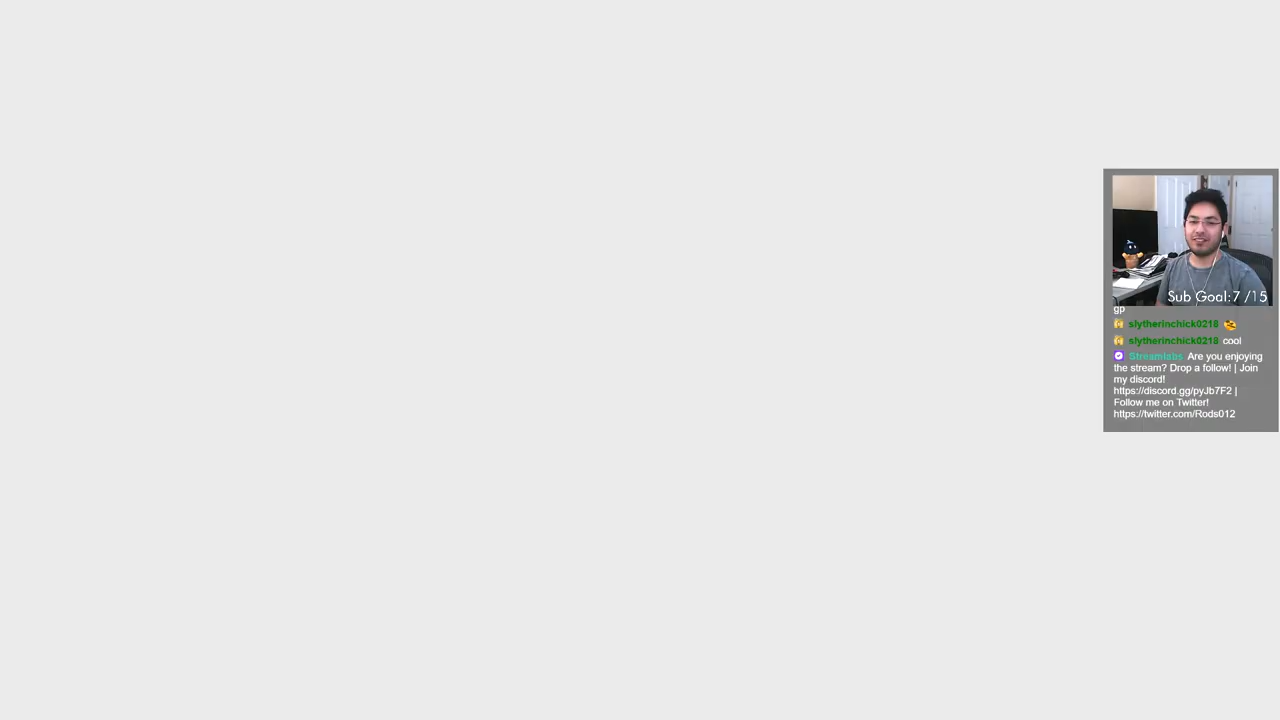 Sub Goal: 7 /15
gp
slytherinchick0218
slytherinchick0218 cool
Streamlabs Are you enjoying
the stream? Drop a follow! | Join
my discord!
https://discord.gg/pyJb7F2 |
Follow me on Twitter!
https://twitter.com/Rods012